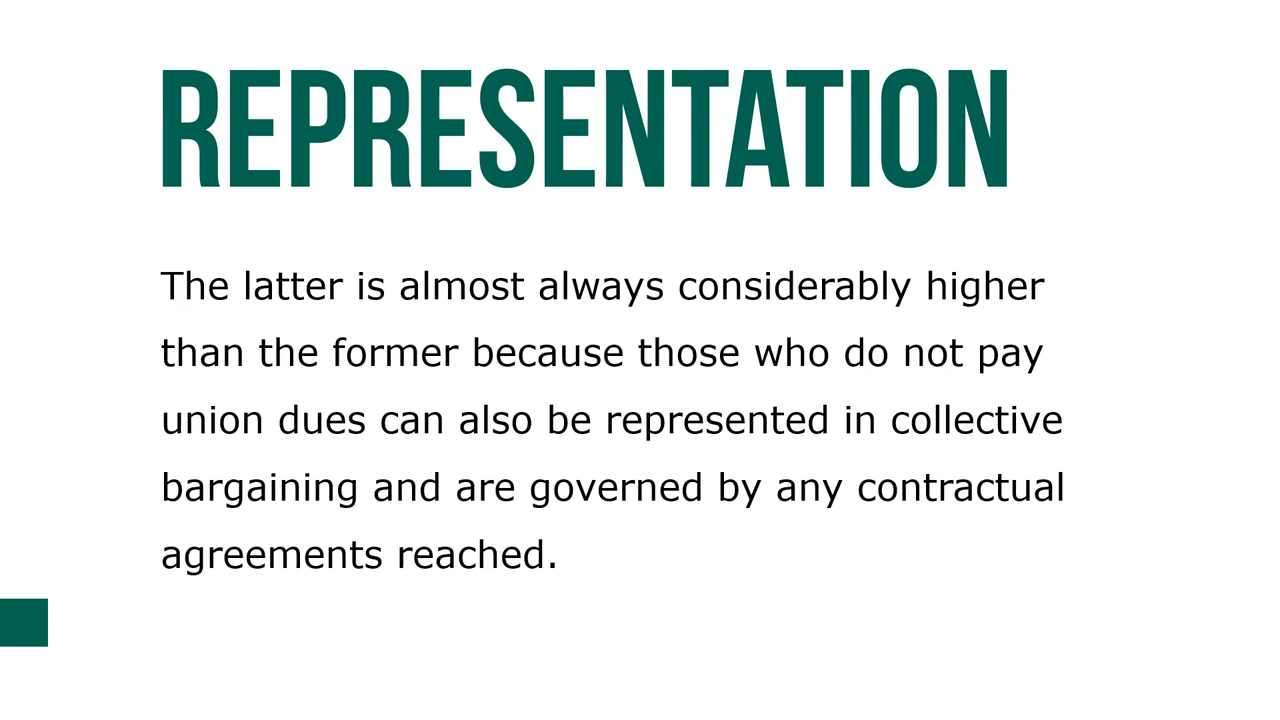 REPRESENTATION
The latter is almost always considerably higher
than the former because those who do not pay
union dues can also be represented in collective
bargaining and are governed by any contractual
agreements reached.